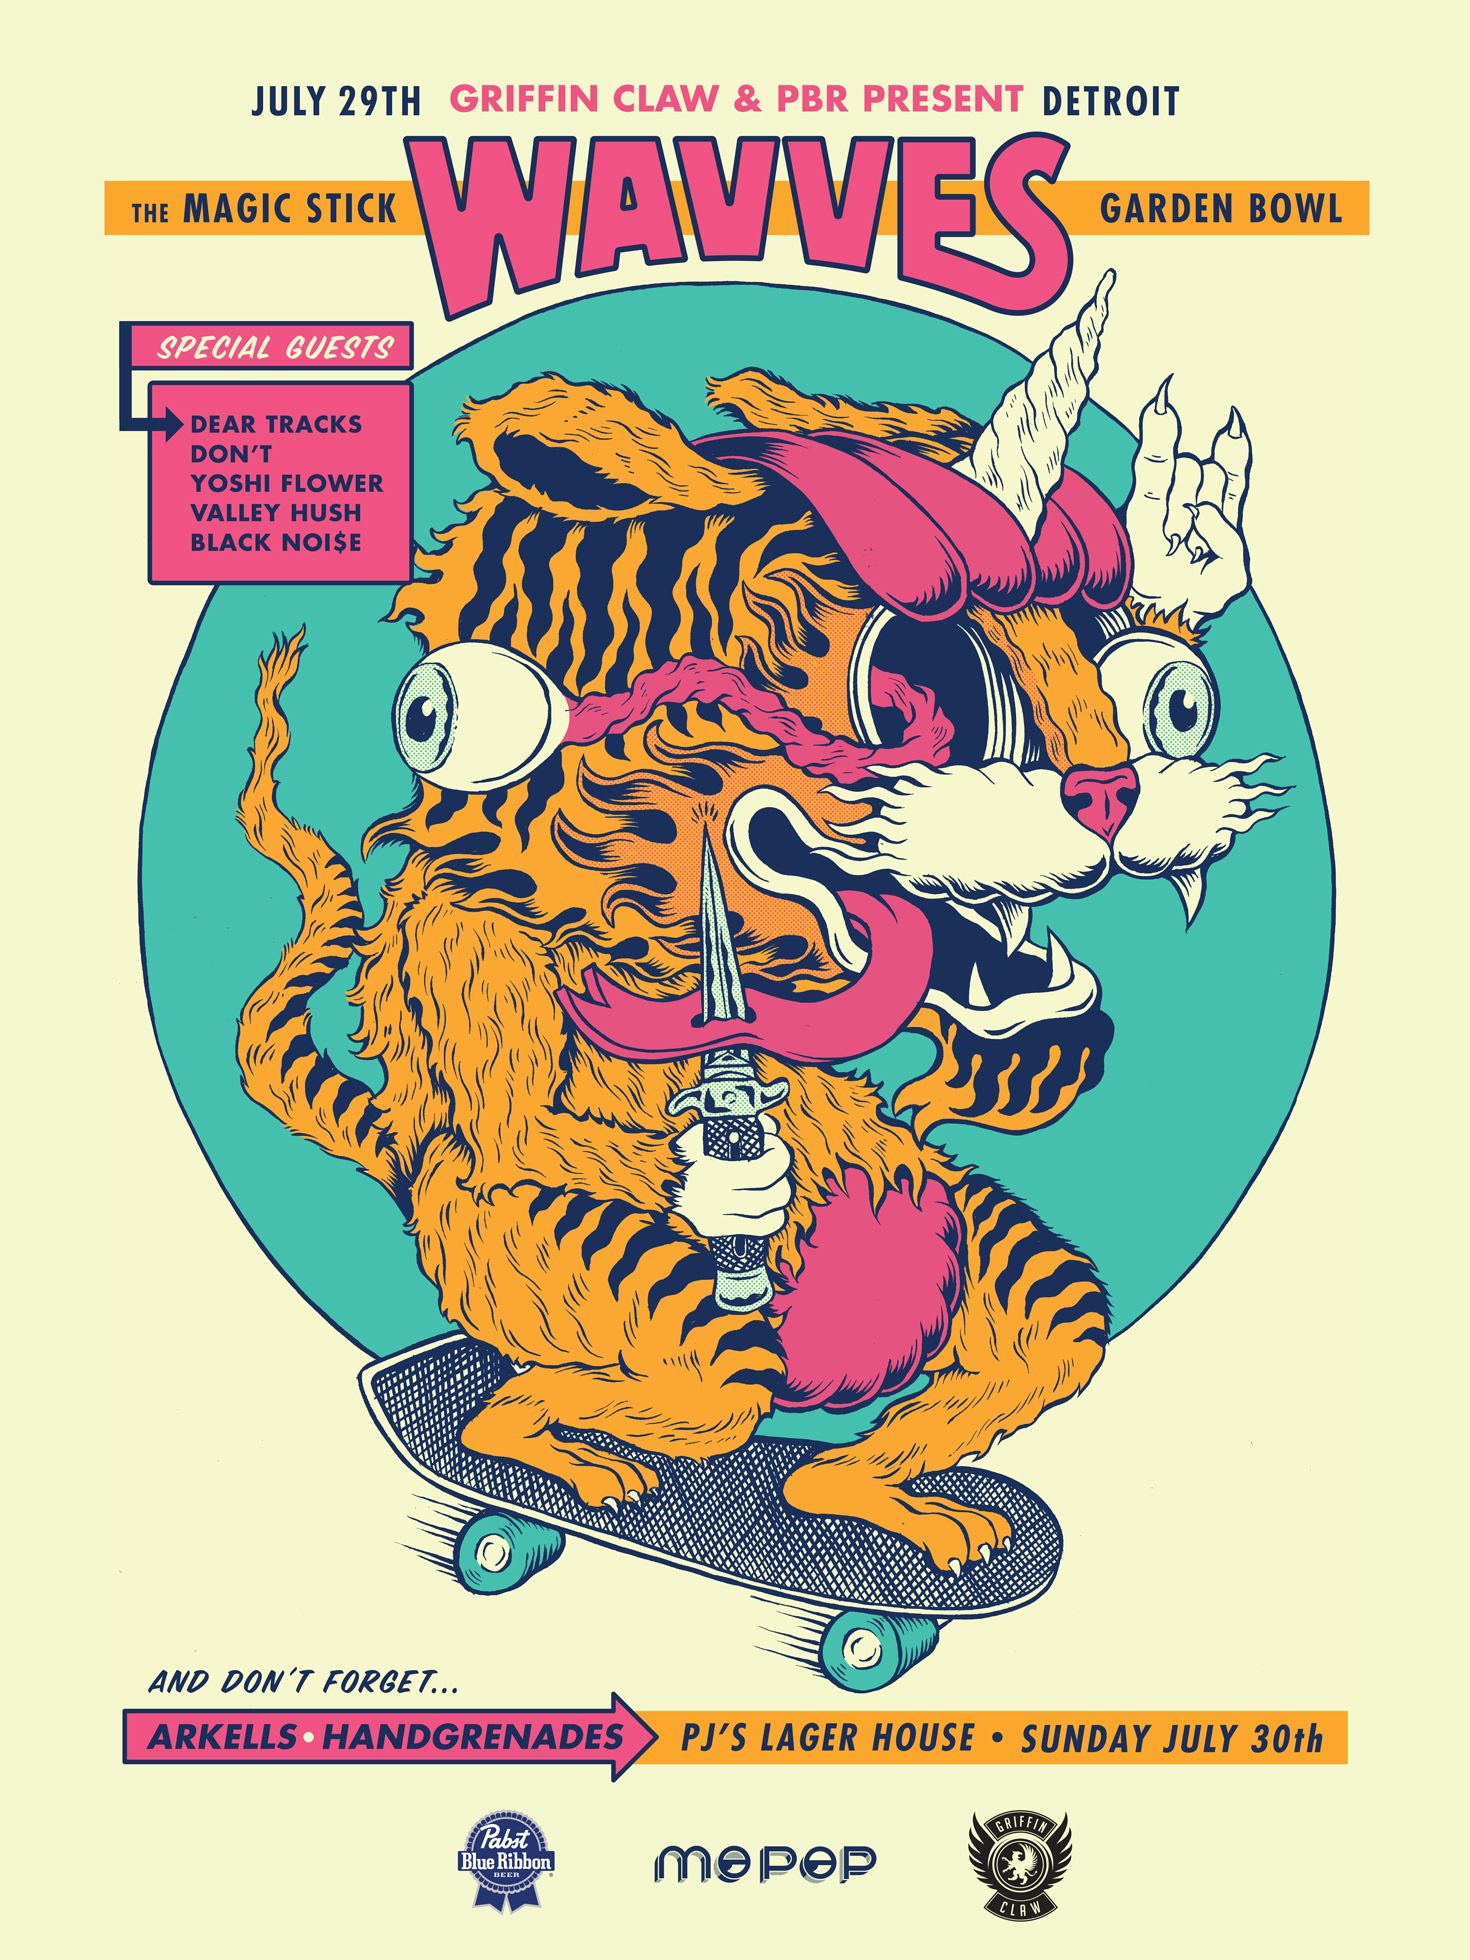 JULY 29TH GRIFFIN CLAW & PBR PRESENT DETROIT
WAVVES
THE MAGIC STICK GARDEN BOWL
SPECIAL GUESTS
DEAR TRACKS
DON'T
YOSHI FLOWER
VALLEY HUSH
BLACK NOI$E
AND DON'T FORGET...
ARKELLS • HANDGRENADES PJ'S LAGER HOUSE • SUNDAY JULY 30th
Pabst
Blue Ribbon
BEER
mopop
GRIFFIN
CLAW